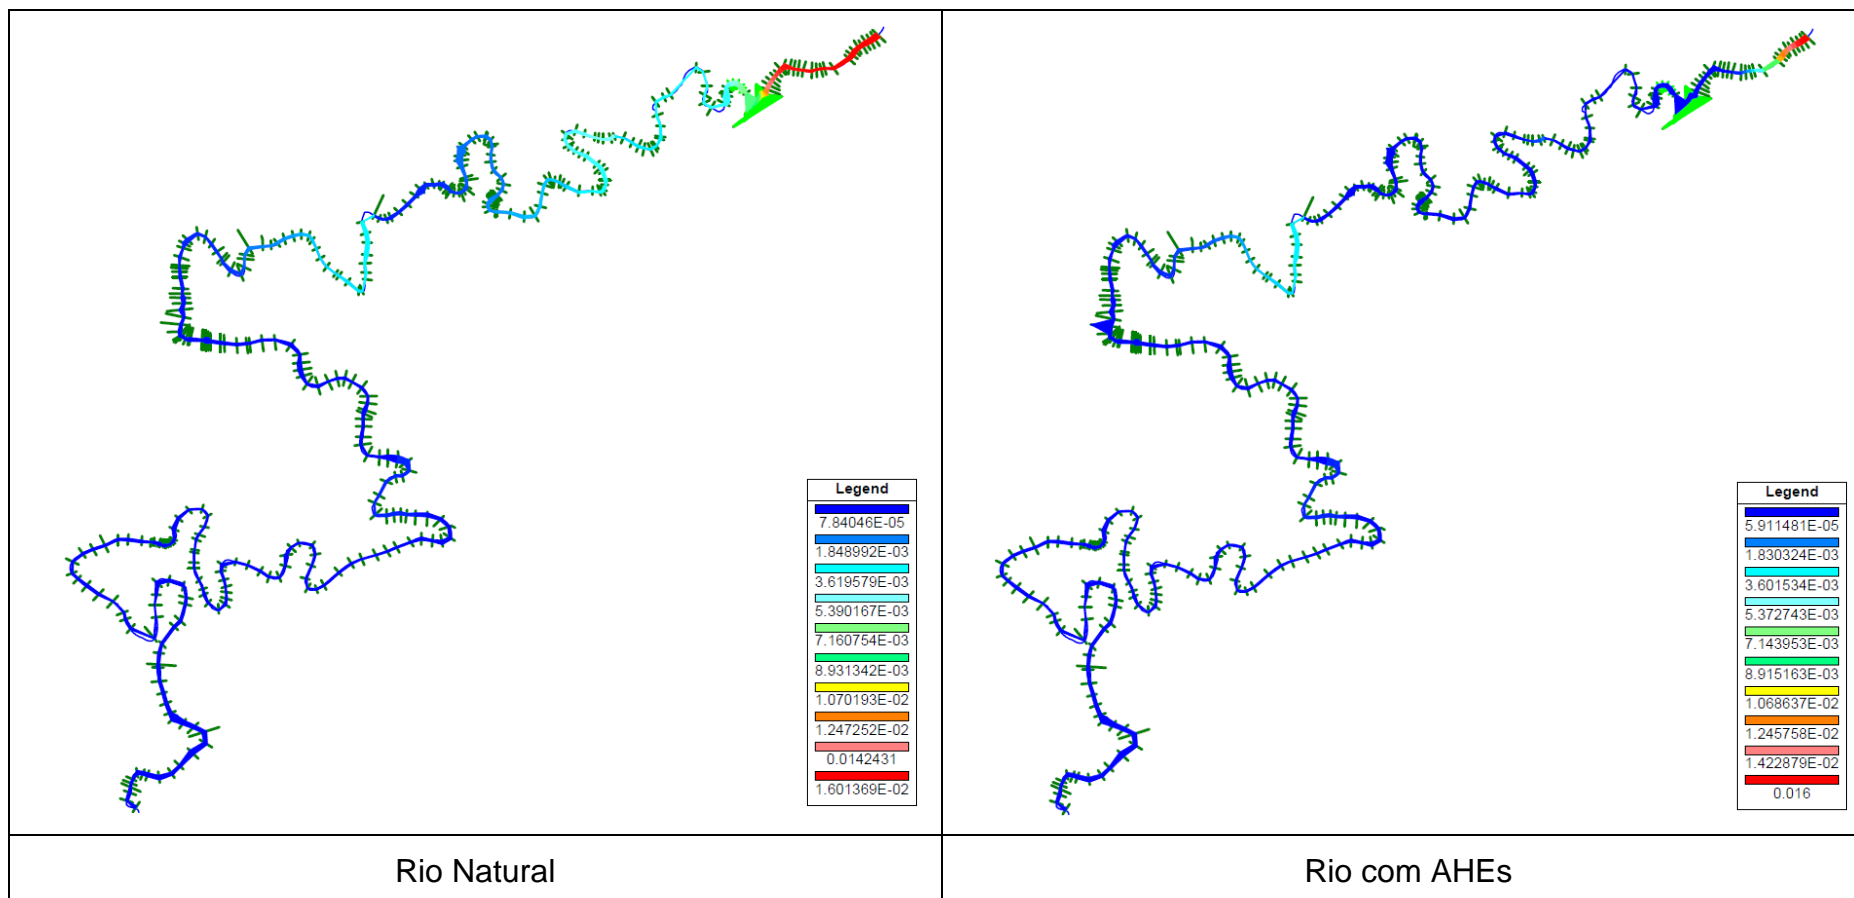 Legend
7.84046E-05
1.848992E-03
3.619579E-03
5.390167E-03
7.160754E-03
8.931342E-03
1.070193E-02
1.247252E-02
0.0142431
1.601369E-02
Legend
5.911481E-05
1.830324E-03
3.601534E-03
5.372743E-03
7.143953E-03
8.915163E-03
1.068637E-02
1.245758E-02
1.422879E-02
0.016
Rio Natural
Rio com AHEs